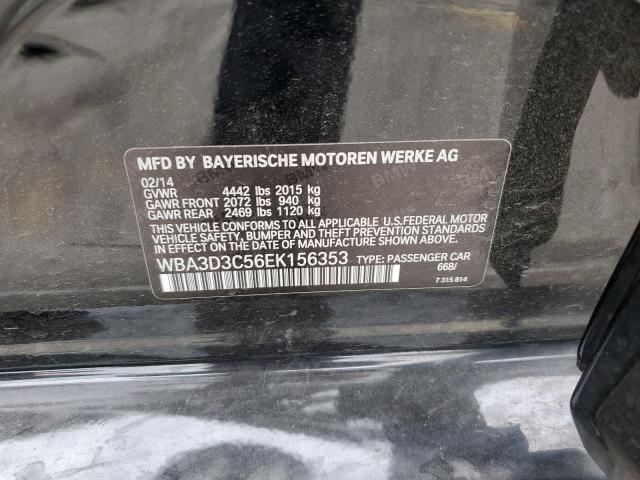 MFD BY BAYERISCHE MOTOREN WERKE AG
02/14
GVWR 4442 lbs 2015 kg
GAWR FRONT 2072 lbs 940 kg
GAWR REAR 2469 lbs 1120 kg
THIS VEHICLE CONFORMS TO ALL APPLICABLE U.S.FEDERAL MOTOR
VEHICLE SAFETY, BUMPER, AND THEFT PREVENTION STANDARDS
IN EFFECT ON THE DATE OF MANUFACTURE SHOWN ABOVE.
WBA3D3C56EK156353 TYPE: PASSENGER CAR
668/
7 315 814